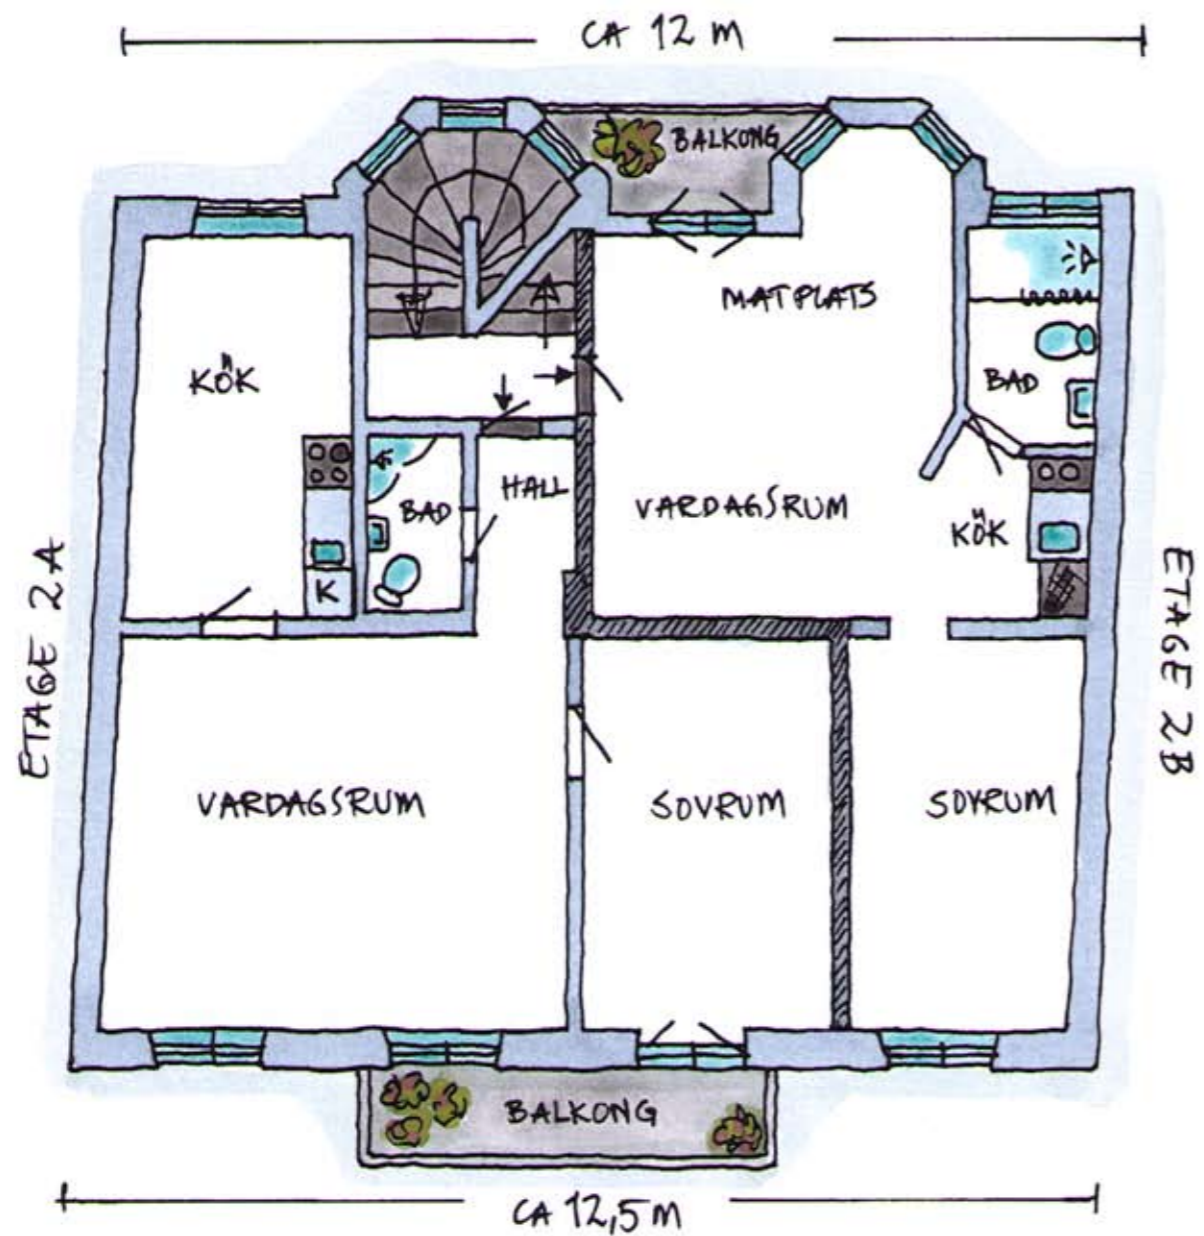 CA 12 M
BALKONG
MATPLATS
KÖK
BAD
HALL
BAD
VARDAGSRUM
KÖK
K
ETAGE 2A
ETAGE 2B
VARDAGSRUM
SOVRUM
SOVRUM
BALKONG
CA 12,5 M